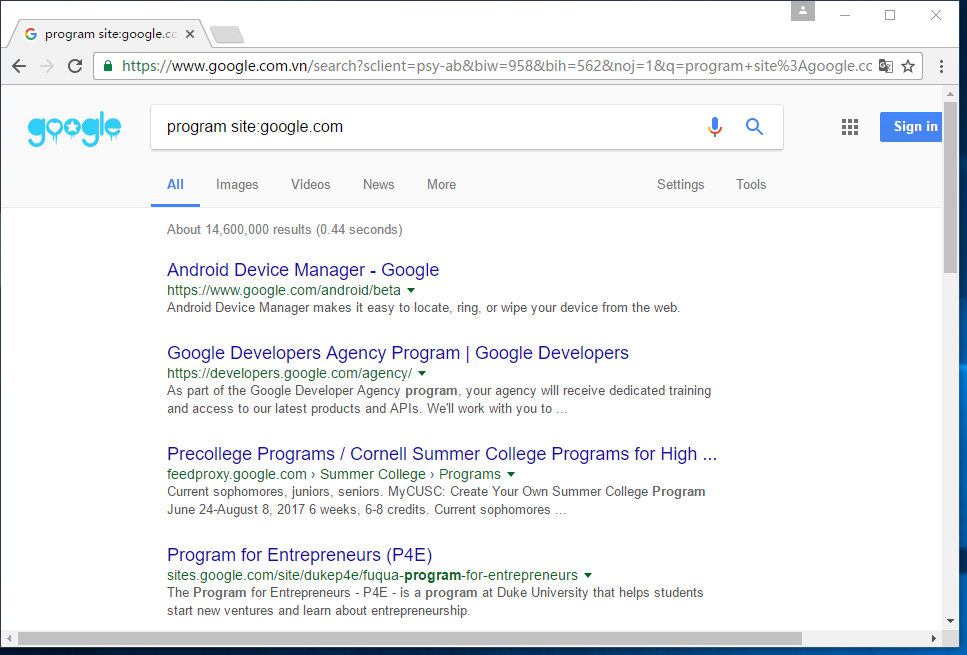 program site:google.cc
https://www.google.com.vn/search?sclient=psy-ab&biw=958&bih=562&noj=1&q=program+site%3Agoogle.cc
google
program site:google.com
Sign in
All Images Videos News More Settings Tools
About 14,600,000 results (0.44 seconds)
Android Device Manager - Google
https://www.google.com/android/beta
Android Device Manager makes it easy to locate, ring, or wipe your device from the web.
Google Developers Agency Program | Google Developers
https://developers.google.com/agency/
As part of the Google Developer Agency program, your agency will receive dedicated training
and access to our latest products and APIs. We'll work with you to ...
Precollege Programs / Cornell Summer College Programs for High ...
feedproxy.google.com › Summer College › Programs
Current sophomores, juniors, seniors. MyCUSC: Create Your Own Summer College Program
June 24-August 8, 2017 6 weeks, 6-8 credits. Current sophomores ...
Program for Entrepreneurs (P4E)
sites.google.com/site/dukep4e/fuqua-program-for-entrepreneurs
The Program for Entrepreneurs - P4E - is a program at Duke University that helps students
start new ventures and learn about entrepreneurship.